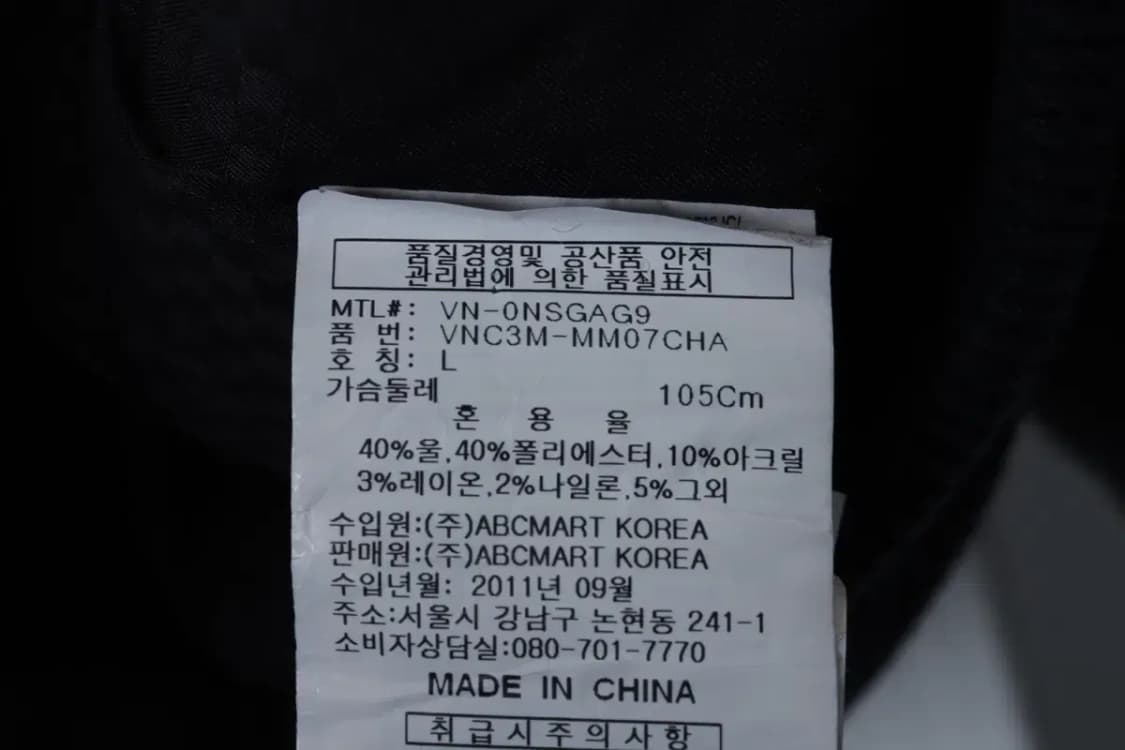 품질경영및 공산품 안전
관리법에 의한 품질표시
MTL#: VN-0NSGAG9
품 번: VNC3M-MM07CHA
호 칭: L
가슴둘레 105Cm
혼 용 율
40%울,40%폴리에스터,10%아크릴
3%레이온,2%나일론,5%그외
수입원:(주)ABCMART KOREA
판매원:(주)ABCMART KOREA
수입년월: 2011년 09월
주소:서울시 강남구 논현동 241-1
소비자상담실:080-701-7770
MADE IN CHINA
취급시주의사항